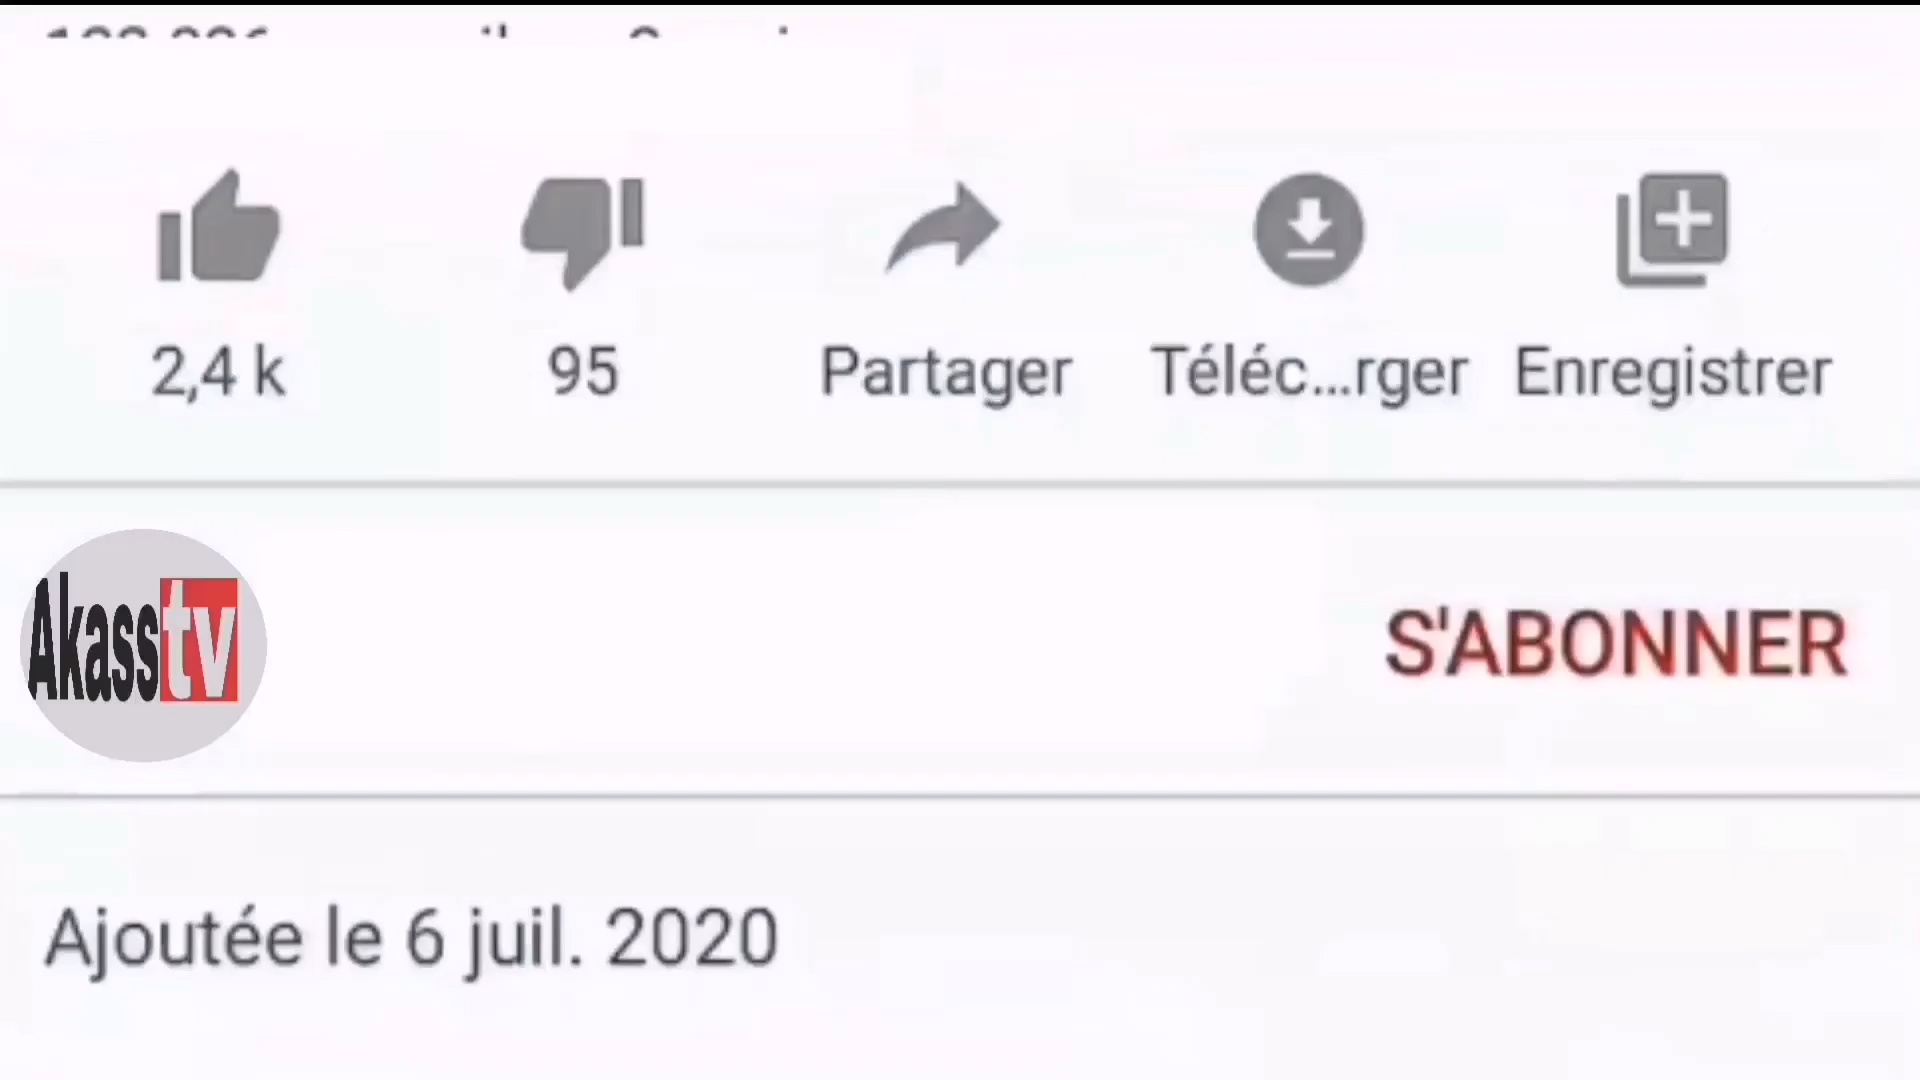 2,4 k
95
Partager
Téléc...rger
Enregistrer
Akasstv
S'ABONNER
Ajoutée le 6 juil. 2020